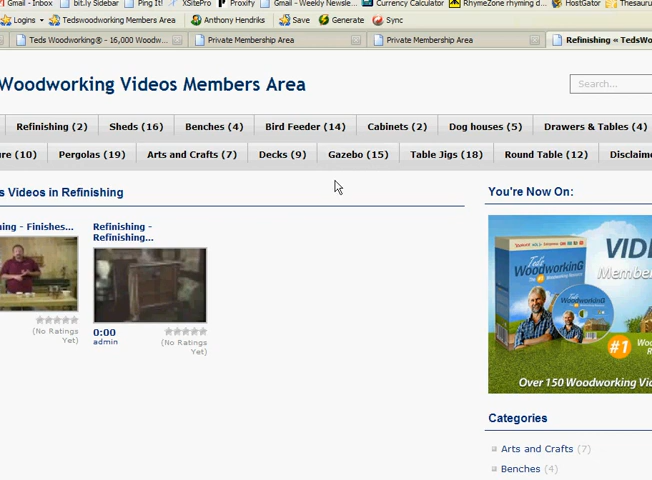 Gmail - Inbox bit.ly Sidebar Ping It! XSitePro Proxify Gmail - Weekly Newsle... Currency Calculator RhymeZone rhyming d... HostGator Thesauru
Logins Tedswoodworking Members Area Anthony Hendriks Save Generate Sync
Teds Woodworking® - 16,000 Woodw... Private Membership Area Private Membership Area Refinishing « TedsWo
Woodworking Videos Members Area
Search...
Refinishing (2) Sheds (16) Benches (4) Bird Feeder (14) Cabinets (2) Dog houses (5) Drawers & Tables (4)
re (10) Pergolas (19) Arts and Crafts (7) Decks (9) Gazebo (15) Table Jigs (18) Round Table (12) Disclaime
s Videos in Refinishing
You're Now On:
ing - Finishes...
Refinishing -
Refinishing...
(No Ratings
Yet)
0:00
admin
(No Ratings
Yet)
Teds
WoodworkinG
VIDE
Membe
#1
Over 150 Woodworking Vid
Categories
Arts and Crafts (7)
Benches (4)